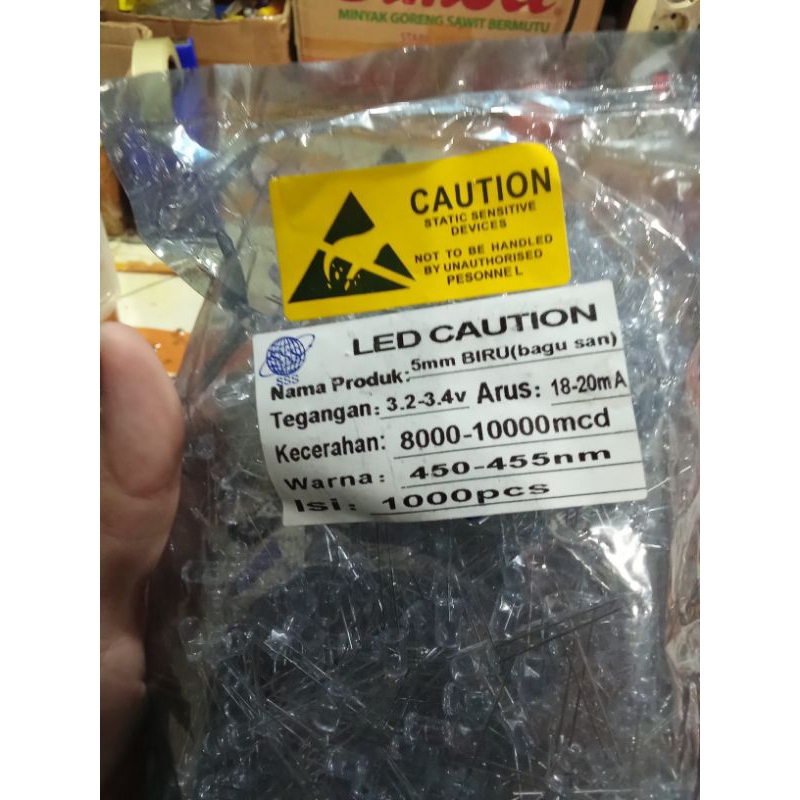 MINYAK GORENG SAWIT BERMUTU
CAUTION
STATIC SENSITIVE
DEVICES
NOT TO BE HANDLED
BY UNAUTHORISED
PESONNEL
LED CAUTION
SSS
Nama Produk: 5mm BIRU(bagu san)
Tegangan: 3.2-3.4v Arus: 18-20mA
Kecerahan: 8000-10000mcd
Warna: 450-455nm
Isi: 1000pcs